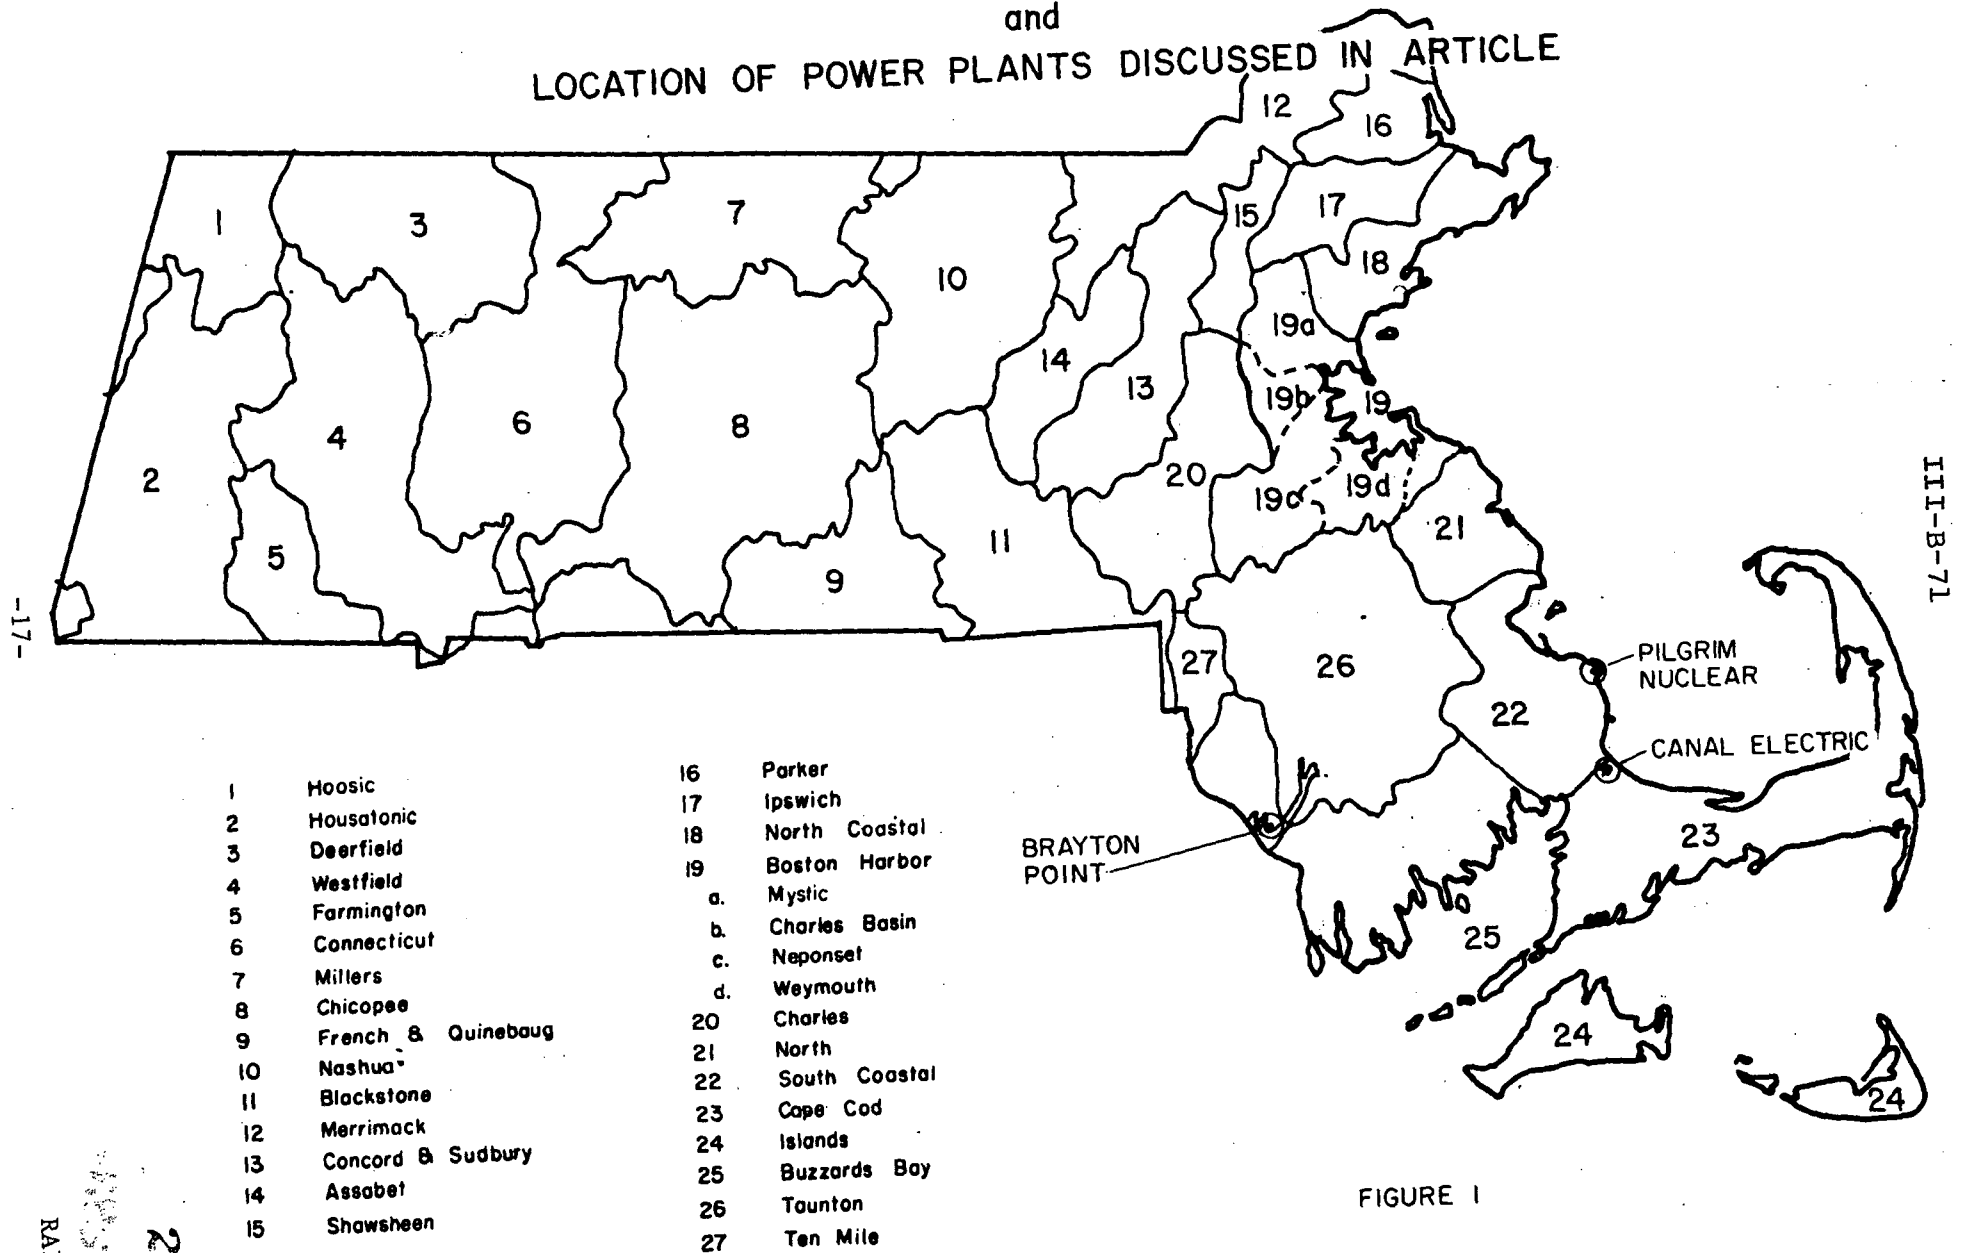 and
LOCATION OF POWER PLANTS DISCUSSED IN ARTICLE
12
16
1
3
7
15
17
10
18
19a
14
13
19b
19
2
4
6
8
20
19c
19d
5
11
21
9
27
26
22
PILGRIM
NUCLEAR
CANAL ELECTRIC
BRAYTON
POINT
23
25
24
24
1 Hoosic
2 Housatonic
3 Deerfield
4 Westfield
5 Farmington
6 Connecticut
7 Millers
8 Chicopee
9 French & Quinebaug
10 Nashua
11 Blackstone
12 Merrimack
13 Concord & Sudbury
14 Assabet
15 Shawsheen
16 Parker
17 Ipswich
18 North Coastal
19 Boston Harbor
a. Mystic
b. Charles Basin
c. Neponset
d. Weymouth
20 Charles
21 North
22 South Coastal
23 Cape Cod
24 Islands
25 Buzzards Bay
26 Taunton
27 Ten Mile
FIGURE 1
III-B-71
-17-
2
RA